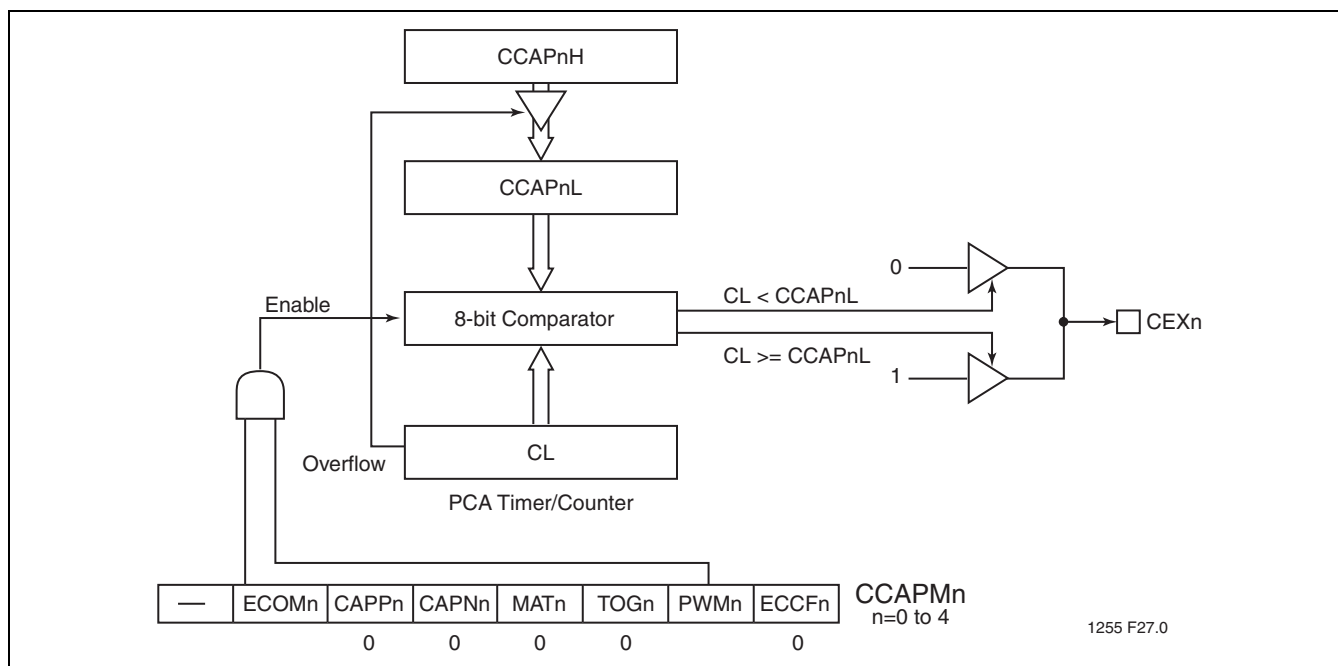 CCAPnH
CCAPnL
0
CL < CCAPnL
Enable
8-bit Comparator
CEXn
CL >= CCAPnL
1
CL
Overflow
PCA Timer/Counter
— ECOMn CAPPn CAPNn MATn TOGn PWMn ECCFn CCAPMn
n=0 to 4
0 0 0 0 0
1255 F27.0